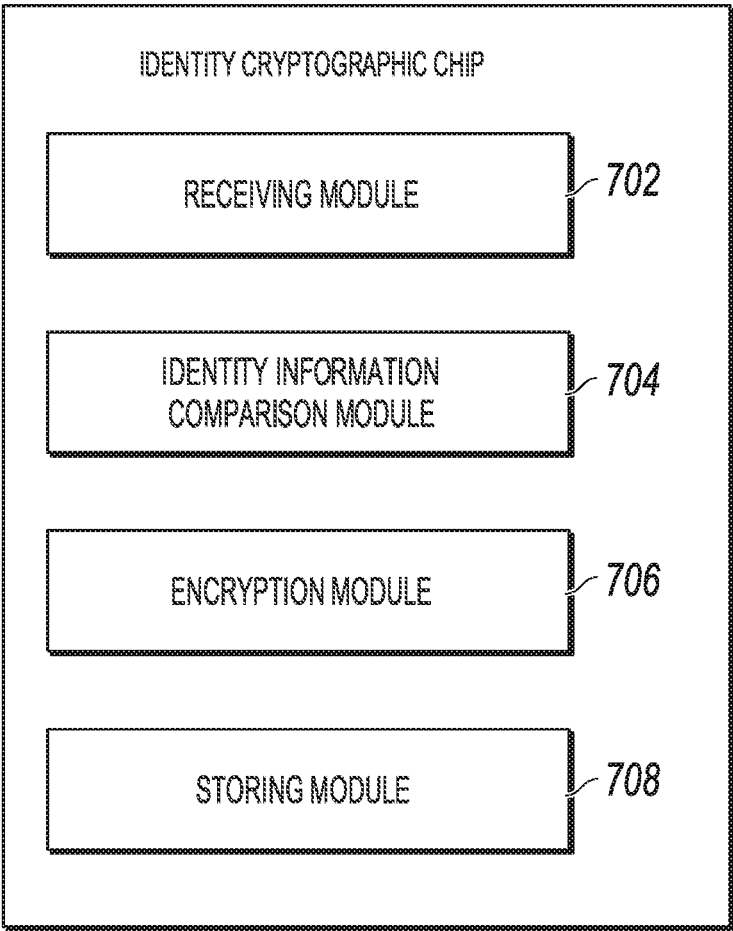 IDENTITY CRYPTOGRAPHIC CHIP
RECEIVING MODULE
702
IDENTITY INFORMATION
COMPARISON MODULE
704
ENCRYPTION MODULE
706
STORING MODULE
708